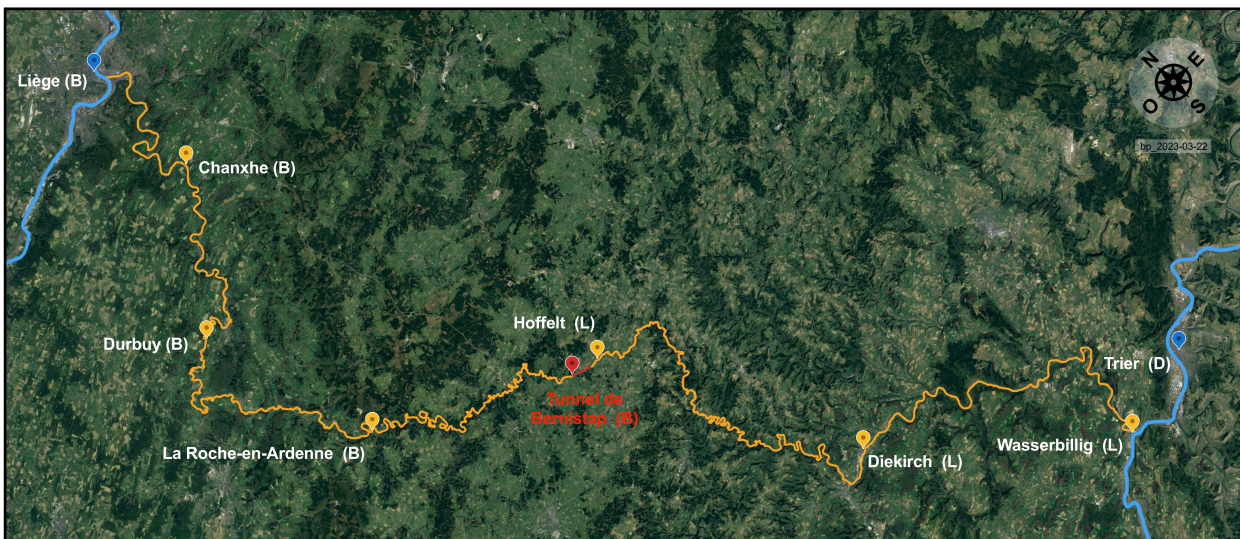 Liège (B)
Chanxhe (B)
Durbuy (B)
La Roche-en-Ardenne (B)
Hoffelt (L)
Tunnel de
Bernistap (B)
Diekirch (L)
Wasserbillig (L)
Trier (D)
N E
O S
bp_2023-03-22